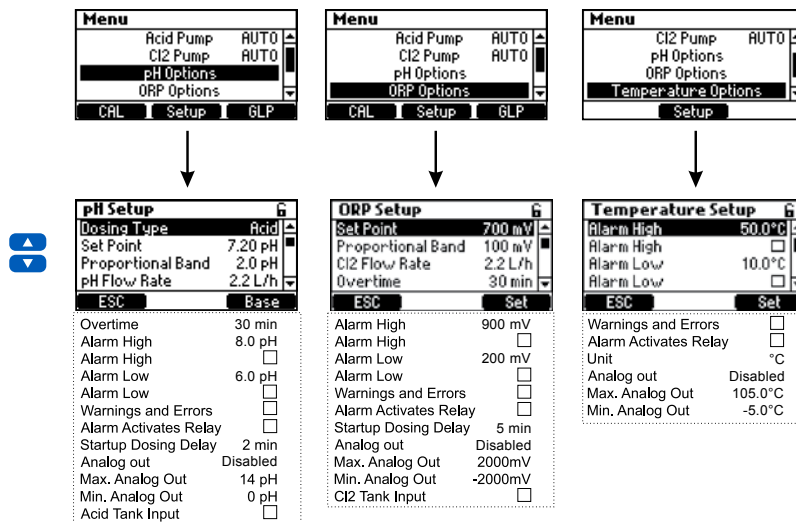 Menu
Acid Pump AUTO
Cl2 Pump AUTO
pH Options
ORP Options
CAL Setup GLP
Menu
Acid Pump AUTO
Cl2 Pump AUTO
pH Options
ORP Options
CAL Setup GLP
Menu
Cl2 Pump AUTO
pH Options
ORP Options
Temperature Options
Setup
pH Setup
Dosing Type Acid
Set Point 7.20 pH
Proportional Band 2.0 pH
pH Flow Rate 2.2 L/h
ESC Base
Overtime 30 min
Alarm High 8.0 pH
Alarm High
Alarm Low 6.0 pH
Alarm Low
Warnings and Errors
Alarm Activates Relay
Startup Dosing Delay 2 min
Analog out Disabled
Max. Analog Out 14 pH
Min. Analog Out 0 pH
Acid Tank Input
ORP Setup
Set Point 700 mV
Proportional Band 100 mV
Cl2 Flow Rate 2.2 L/h
Overtime 30 min
ESC Set
Alarm High 900 mV
Alarm High
Alarm Low 200 mV
Alarm Low
Warnings and Errors
Alarm Activates Relay
Startup Dosing Delay 5 min
Analog out Disabled
Max. Analog Out 2000mV
Min. Analog Out -2000mV
Cl2 Tank Input
Temperature Setup
Alarm High 50.0°C
Alarm High
Alarm Low 10.0°C
Alarm Low
ESC Set
Warnings and Errors
Alarm Activates Relay
Unit °C
Analog out Disabled
Max. Analog Out 105.0°C
Min. Analog Out -5.0°C